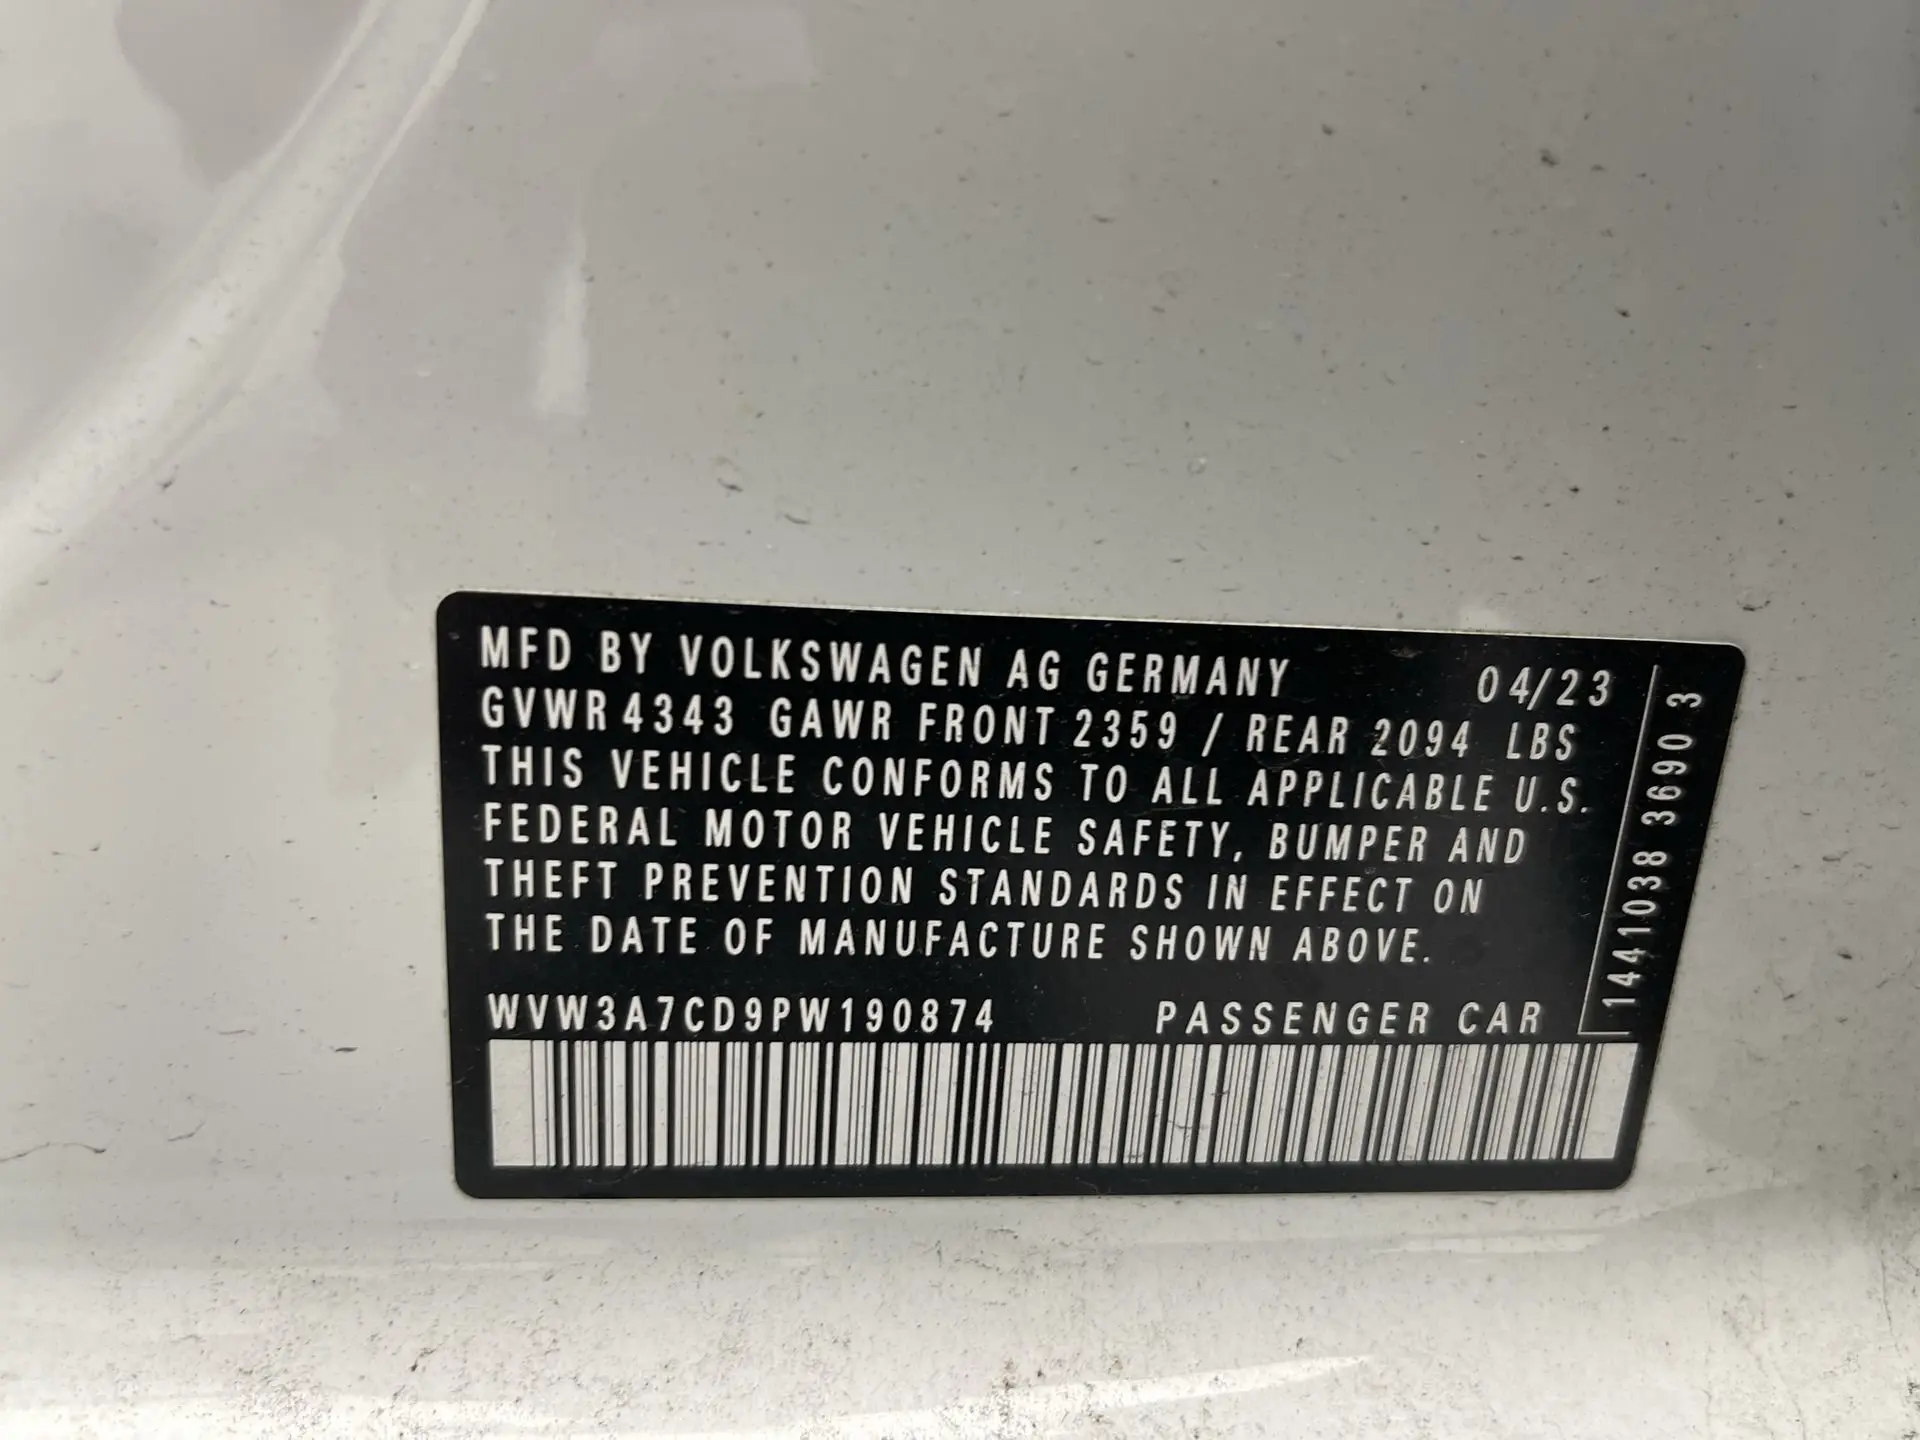 MFD BY VOLKSWAGEN AG GERMANY 04/23
GVWR 4343 GAWR FRONT 2359 / REAR 2094 LBS
THIS VEHICLE CONFORMS TO ALL APPLICABLE U.S.
FEDERAL MOTOR VEHICLE SAFETY, BUMPER AND
THEFT PREVENTION STANDARDS IN EFFECT ON
THE DATE OF MANUFACTURE SHOWN ABOVE.
WVW3A7CD9PW190874 PASSENGER CAR
1441038 3690 3